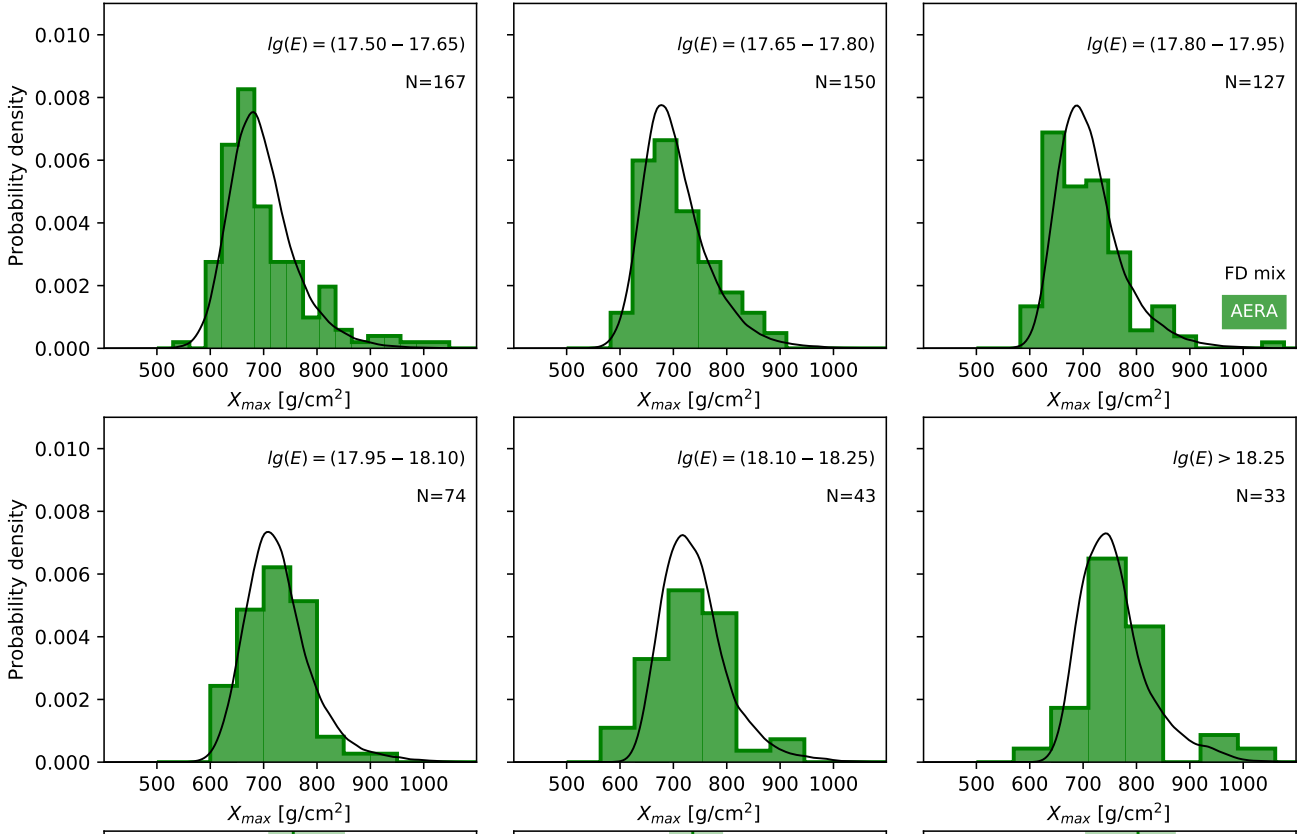 0.010
0.008
0.006
0.004
0.002
0.000
Probability density
lg(E) = (17.50 − 17.65)
N=167
500 600 700 800 900 1000
X_max [g/cm²]
lg(E) = (17.65 − 17.80)
N=150
500 600 700 800 900 1000
X_max [g/cm²]
lg(E) = (17.80 − 17.95)
N=127
FD mix
AERA
500 600 700 800 900 1000
X_max [g/cm²]
0.010
0.008
0.006
0.004
0.002
0.000
Probability density
lg(E) = (17.95 − 18.10)
N=74
500 600 700 800 900 1000
X_max [g/cm²]
lg(E) = (18.10 − 18.25)
N=43
500 600 700 800 900 1000
X_max [g/cm²]
lg(E) > 18.25
N=33
500 600 700 800 900 1000
X_max [g/cm²]